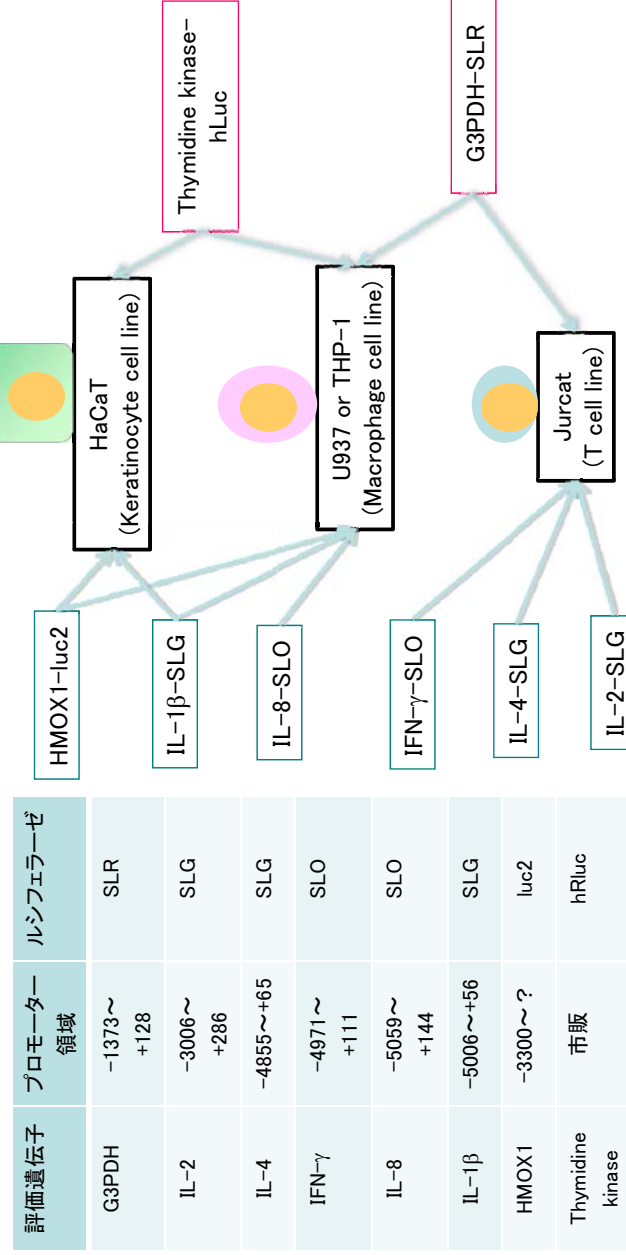 評価遺伝子 プロモーター ルシフェラーゼ
領域
G3PDH -1373～ SLR
+128
IL-2 -3006～ SLG
+286
IL-4 -4855～+65 SLG
IFN-γ -4971～ SLO
+111
IL-8 -5059～ SLO
+144
IL-1β -5006～+56 SLG
HMOX1 -3300～？ luc2
Thymidine 市販 hRluc
kinase
HMOX1-luc2
IL-1β-SLG
IL-8-SLO
IFN-γ-SLO
IL-4-SLG
IL-2-SLG
HaCaT
(Keratinocyte cell line)
U937 or THP-1
(Macrophage cell line)
Jurcat
(T cell line)
Thymidine kinase-
hLuc
G3PDH-SLR